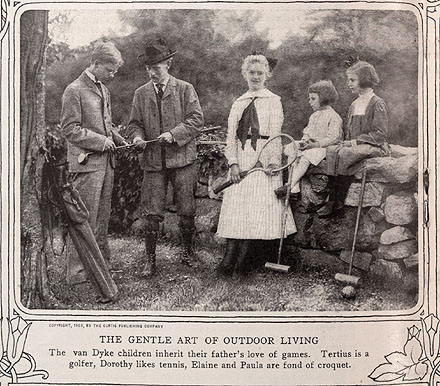 COPYRIGHT, 1905, BY THE CURTIS PUBLISHING COMPANY
THE GENTLE ART OF OUTDOOR LIVING
The van Dyke children inherit their father's love of games. Tertius is a
golfer, Dorothy likes tennis, Elaine and Paula are fond of croquet.